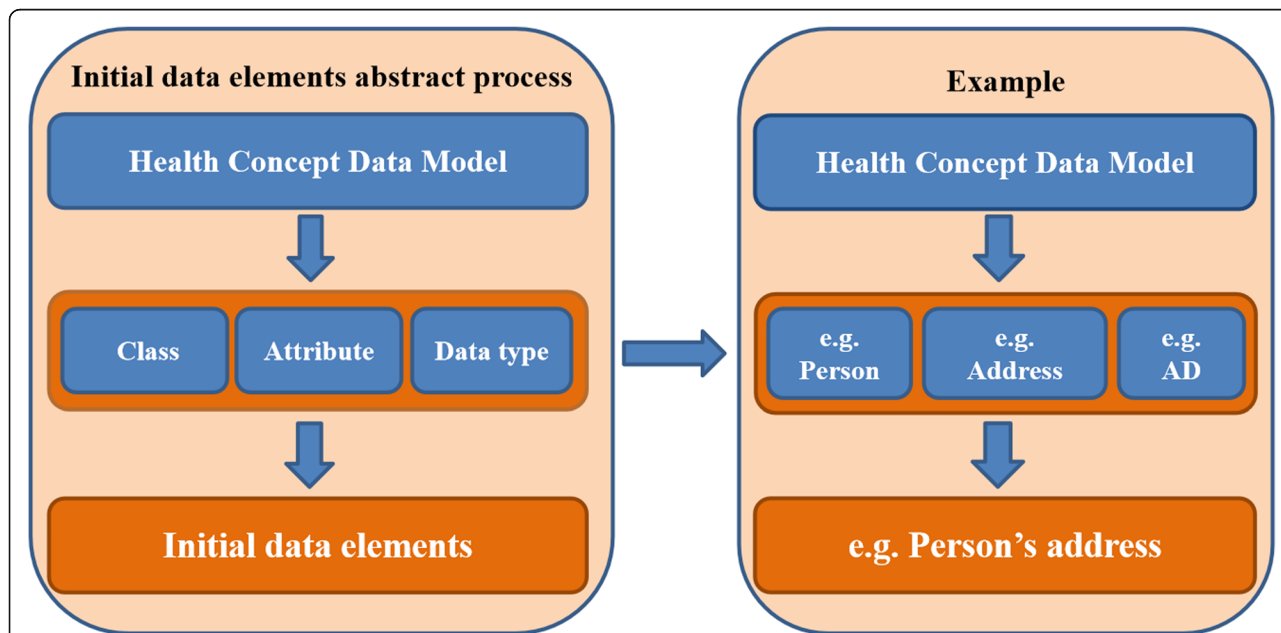 Initial data elements abstract process
Health Concept Data Model
Class
Attribute
Data type
Initial data elements
Example
Health Concept Data Model
e.g.
Person
e.g.
Address
e.g.
AD
e.g. Person’s address